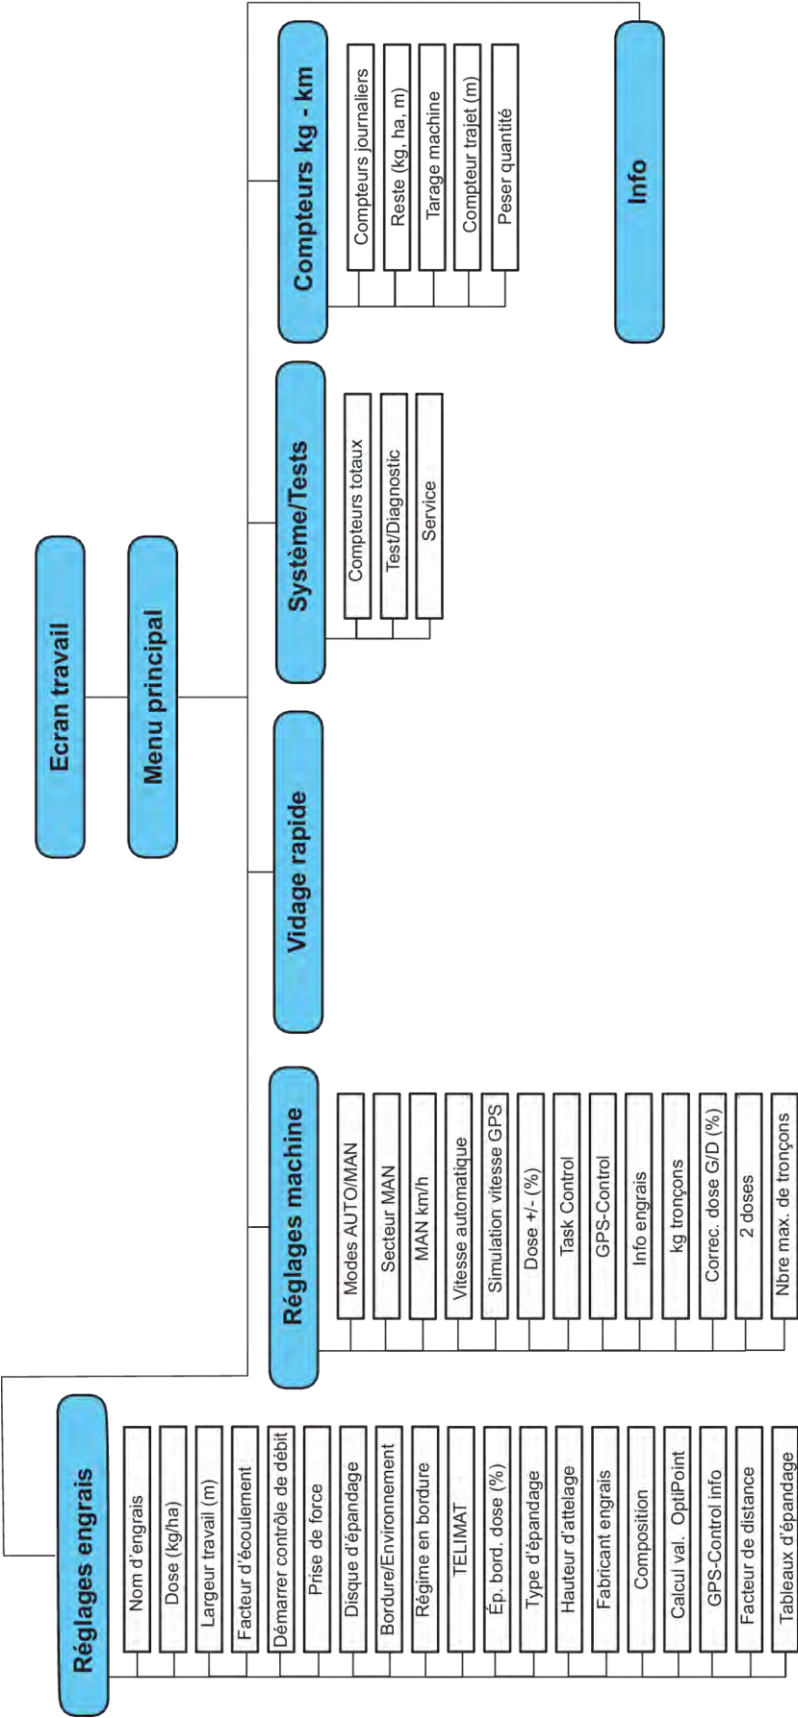 Ecran travail
Menu principal
Réglages engrais
Nom d'engrais
Dose (kg/ha)
Largeur travail (m)
Facteur d'écoulement
Démarrer contrôle de débit
Prise de force
Disque d'épandage
Bordure/Environnement
Régime en bordure
TELIMAT
Ép. bord. dose (%)
Type d'épandage
Hauteur d'attelage
Fabricant engrais
Composition
Calcul val. OptiPoint
GPS-Control info
Facteur de distance
Tableaux d'épandage
Réglages machine
Modes AUTO/MAN
Secteur MAN
MAN km/h
Vitesse automatique
Simulation vitesse GPS
Dose +/- (%)
Task Control
GPS-Control
Info engrais
kg tronçons
Correc. dose G/D (%)
2 doses
Nbre max. de tronçons
Vidage rapide
Système/Tests
Compteurs totaux
Test/Diagnostic
Service
Compteurs kg - km
Compteurs journaliers
Reste (kg, ha, m)
Tarage machine
Compteur trajet (m)
Peser quantité
Info